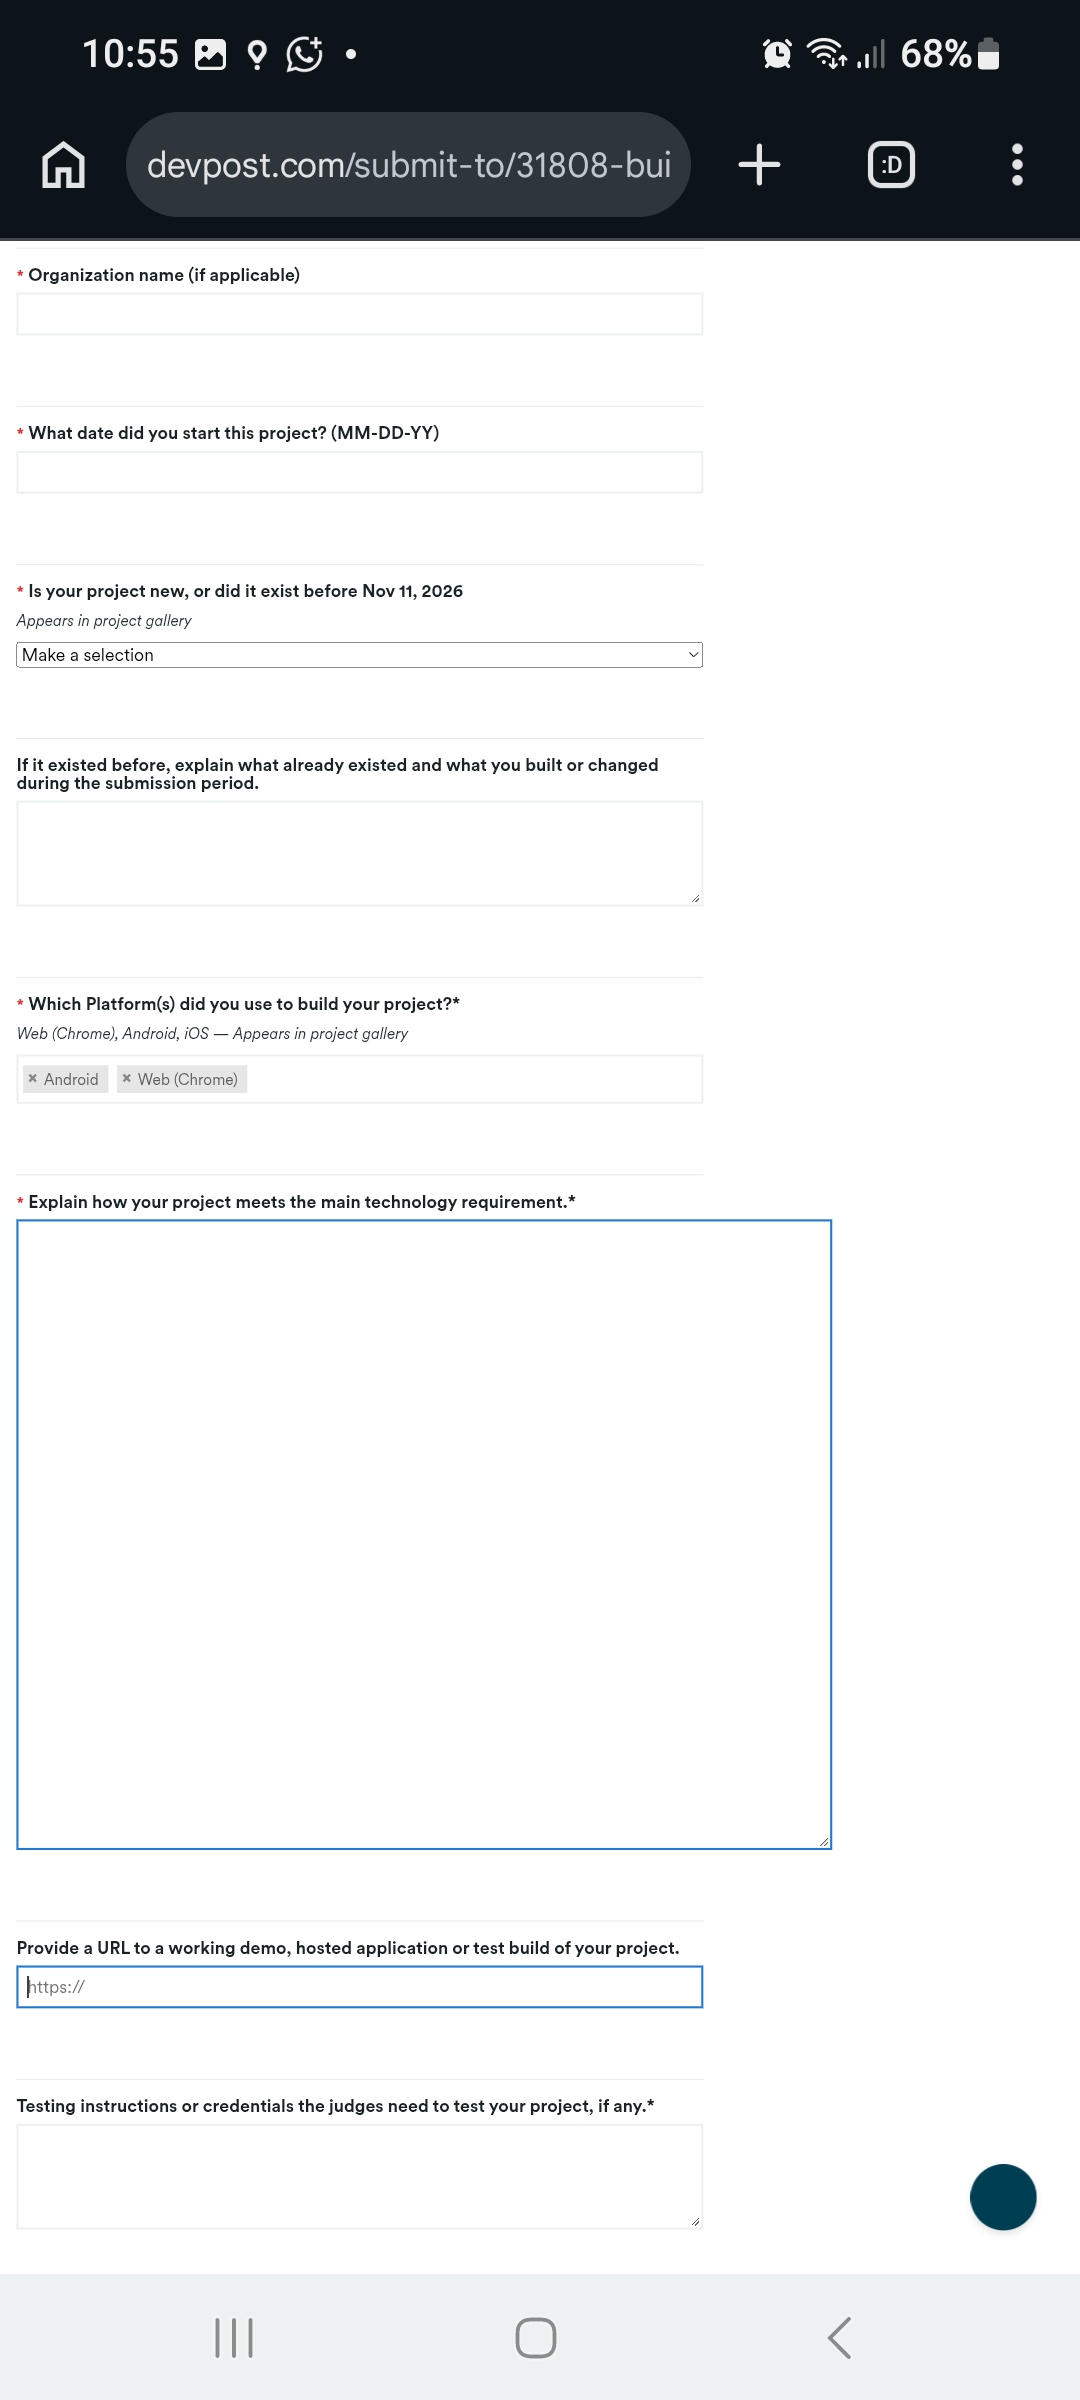 10:55
68%
devpost.com/submit-to/31808-bui
:D
* Organization name (if applicable)
* What date did you start this project? (MM-DD-YY)
* Is your project new, or did it exist before Nov 11, 2026
Appears in project gallery
Make a selection
If it existed before, explain what already existed and what you built or changed
during the submission period.
* Which Platform(s) did you use to build your project?*
Web (Chrome), Android, iOS — Appears in project gallery
× Android × Web (Chrome)
* Explain how your project meets the main technology requirement.*
Provide a URL to a working demo, hosted application or test build of your project.
https://
Testing instructions or credentials the judges need to test your project, if any.*